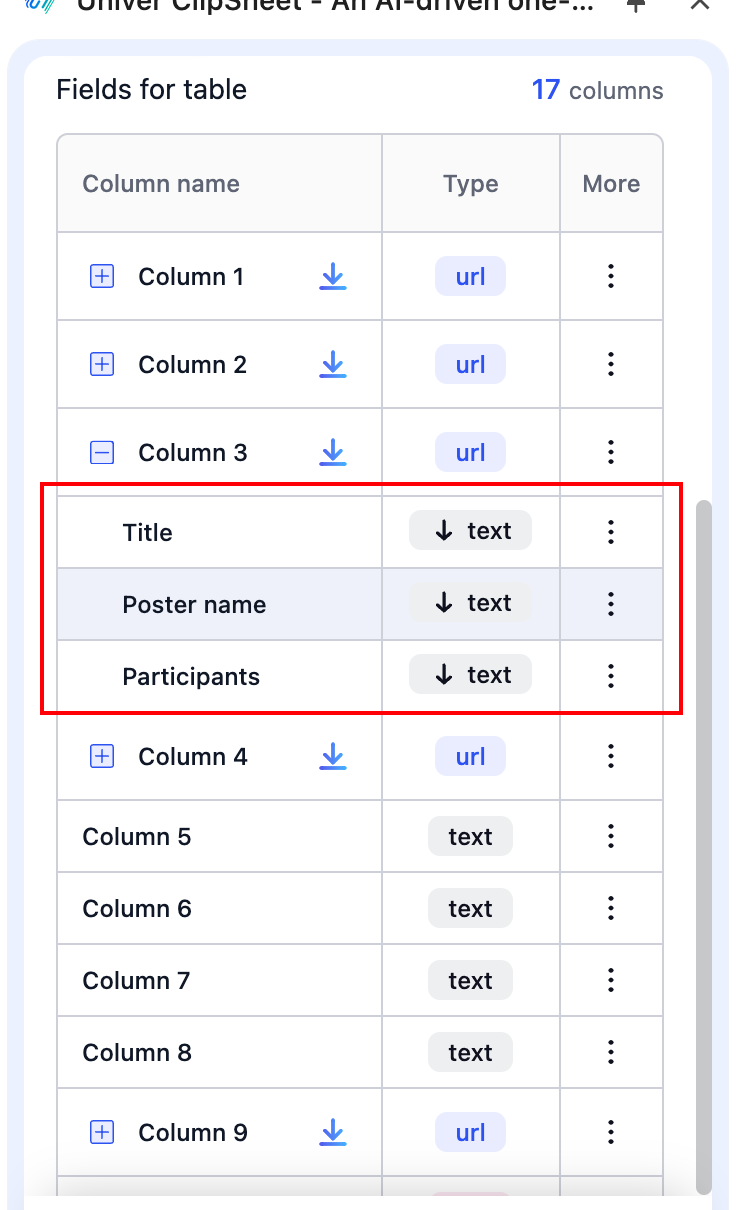 Univer ClipSheet - An AI-driven one-...
Fields for table 17 columns
Column name Type More
Column 1 url
Column 2 url
Column 3 url
Title text
Poster name text
Participants text
Column 4 url
Column 5 text
Column 6 text
Column 7 text
Column 8 text
Column 9 url